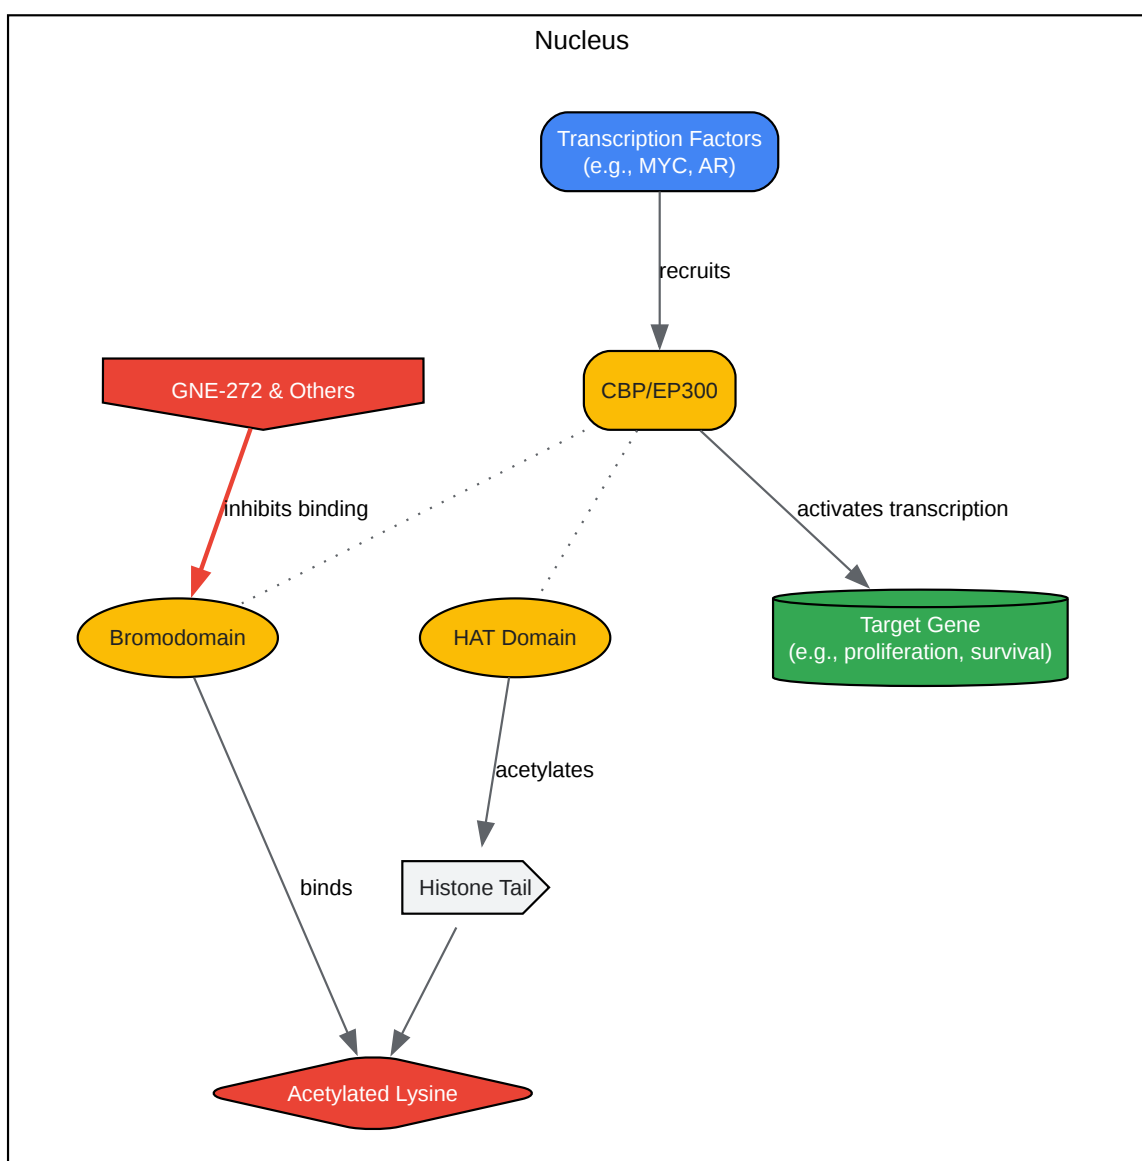 Nucleus
Transcription Factors
(e.g., MYC, AR)
recruits
GNE-272 & Others
CBP/EP300
inhibits binding
activates transcription
Bromodomain
HAT Domain
Target Gene
(e.g., proliferation, survival)
acetylates
binds
Histone Tail
Acetylated Lysine